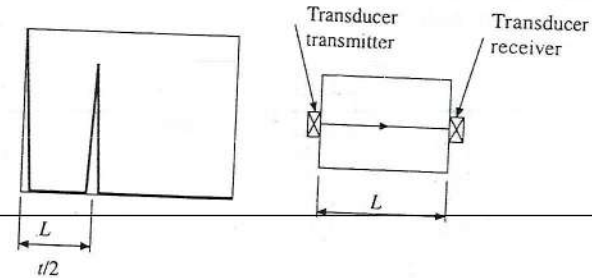 Transducer
transmitter
Transducer
receiver
L
t/2
L